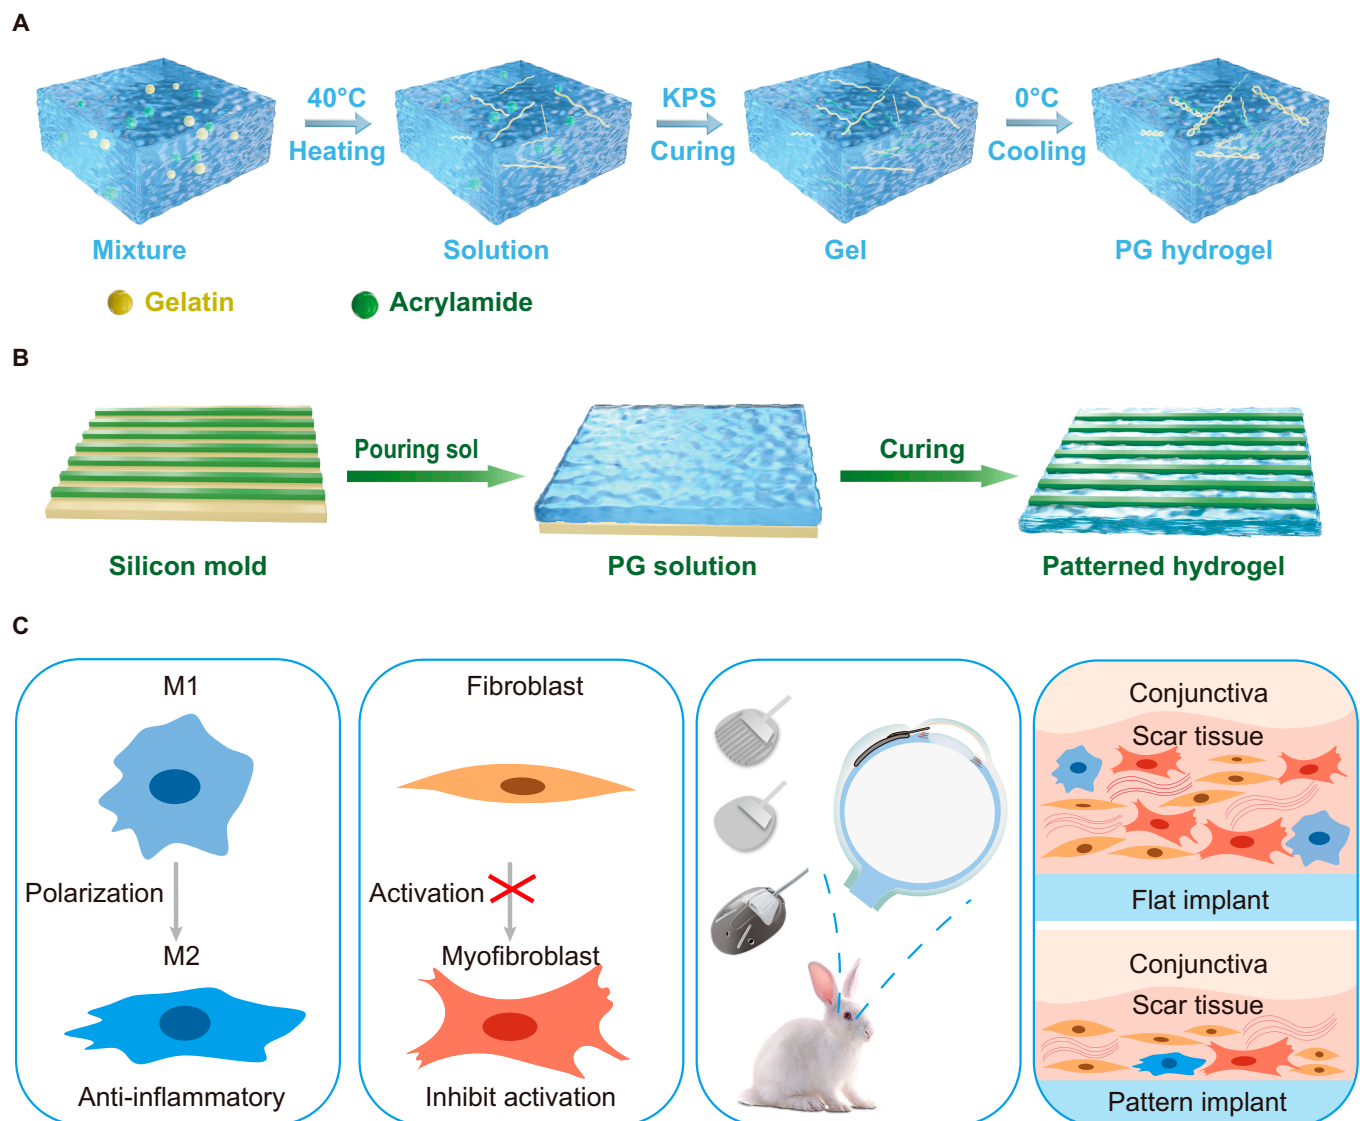 A
40°C
Heating
KPS
Curing
0°C
Cooling
Mixture
Solution
Gel
PG hydrogel
Gelatin
Acrylamide
B
Pouring sol
Curing
Silicon mold
PG solution
Patterned hydrogel
C
M1
Polarization
M2
Anti-inflammatory
Fibroblast
Activation
Myofibroblast
Inhibit activation
Conjunctiva
Scar tissue
Flat implant
Conjunctiva
Scar tissue
Pattern implant